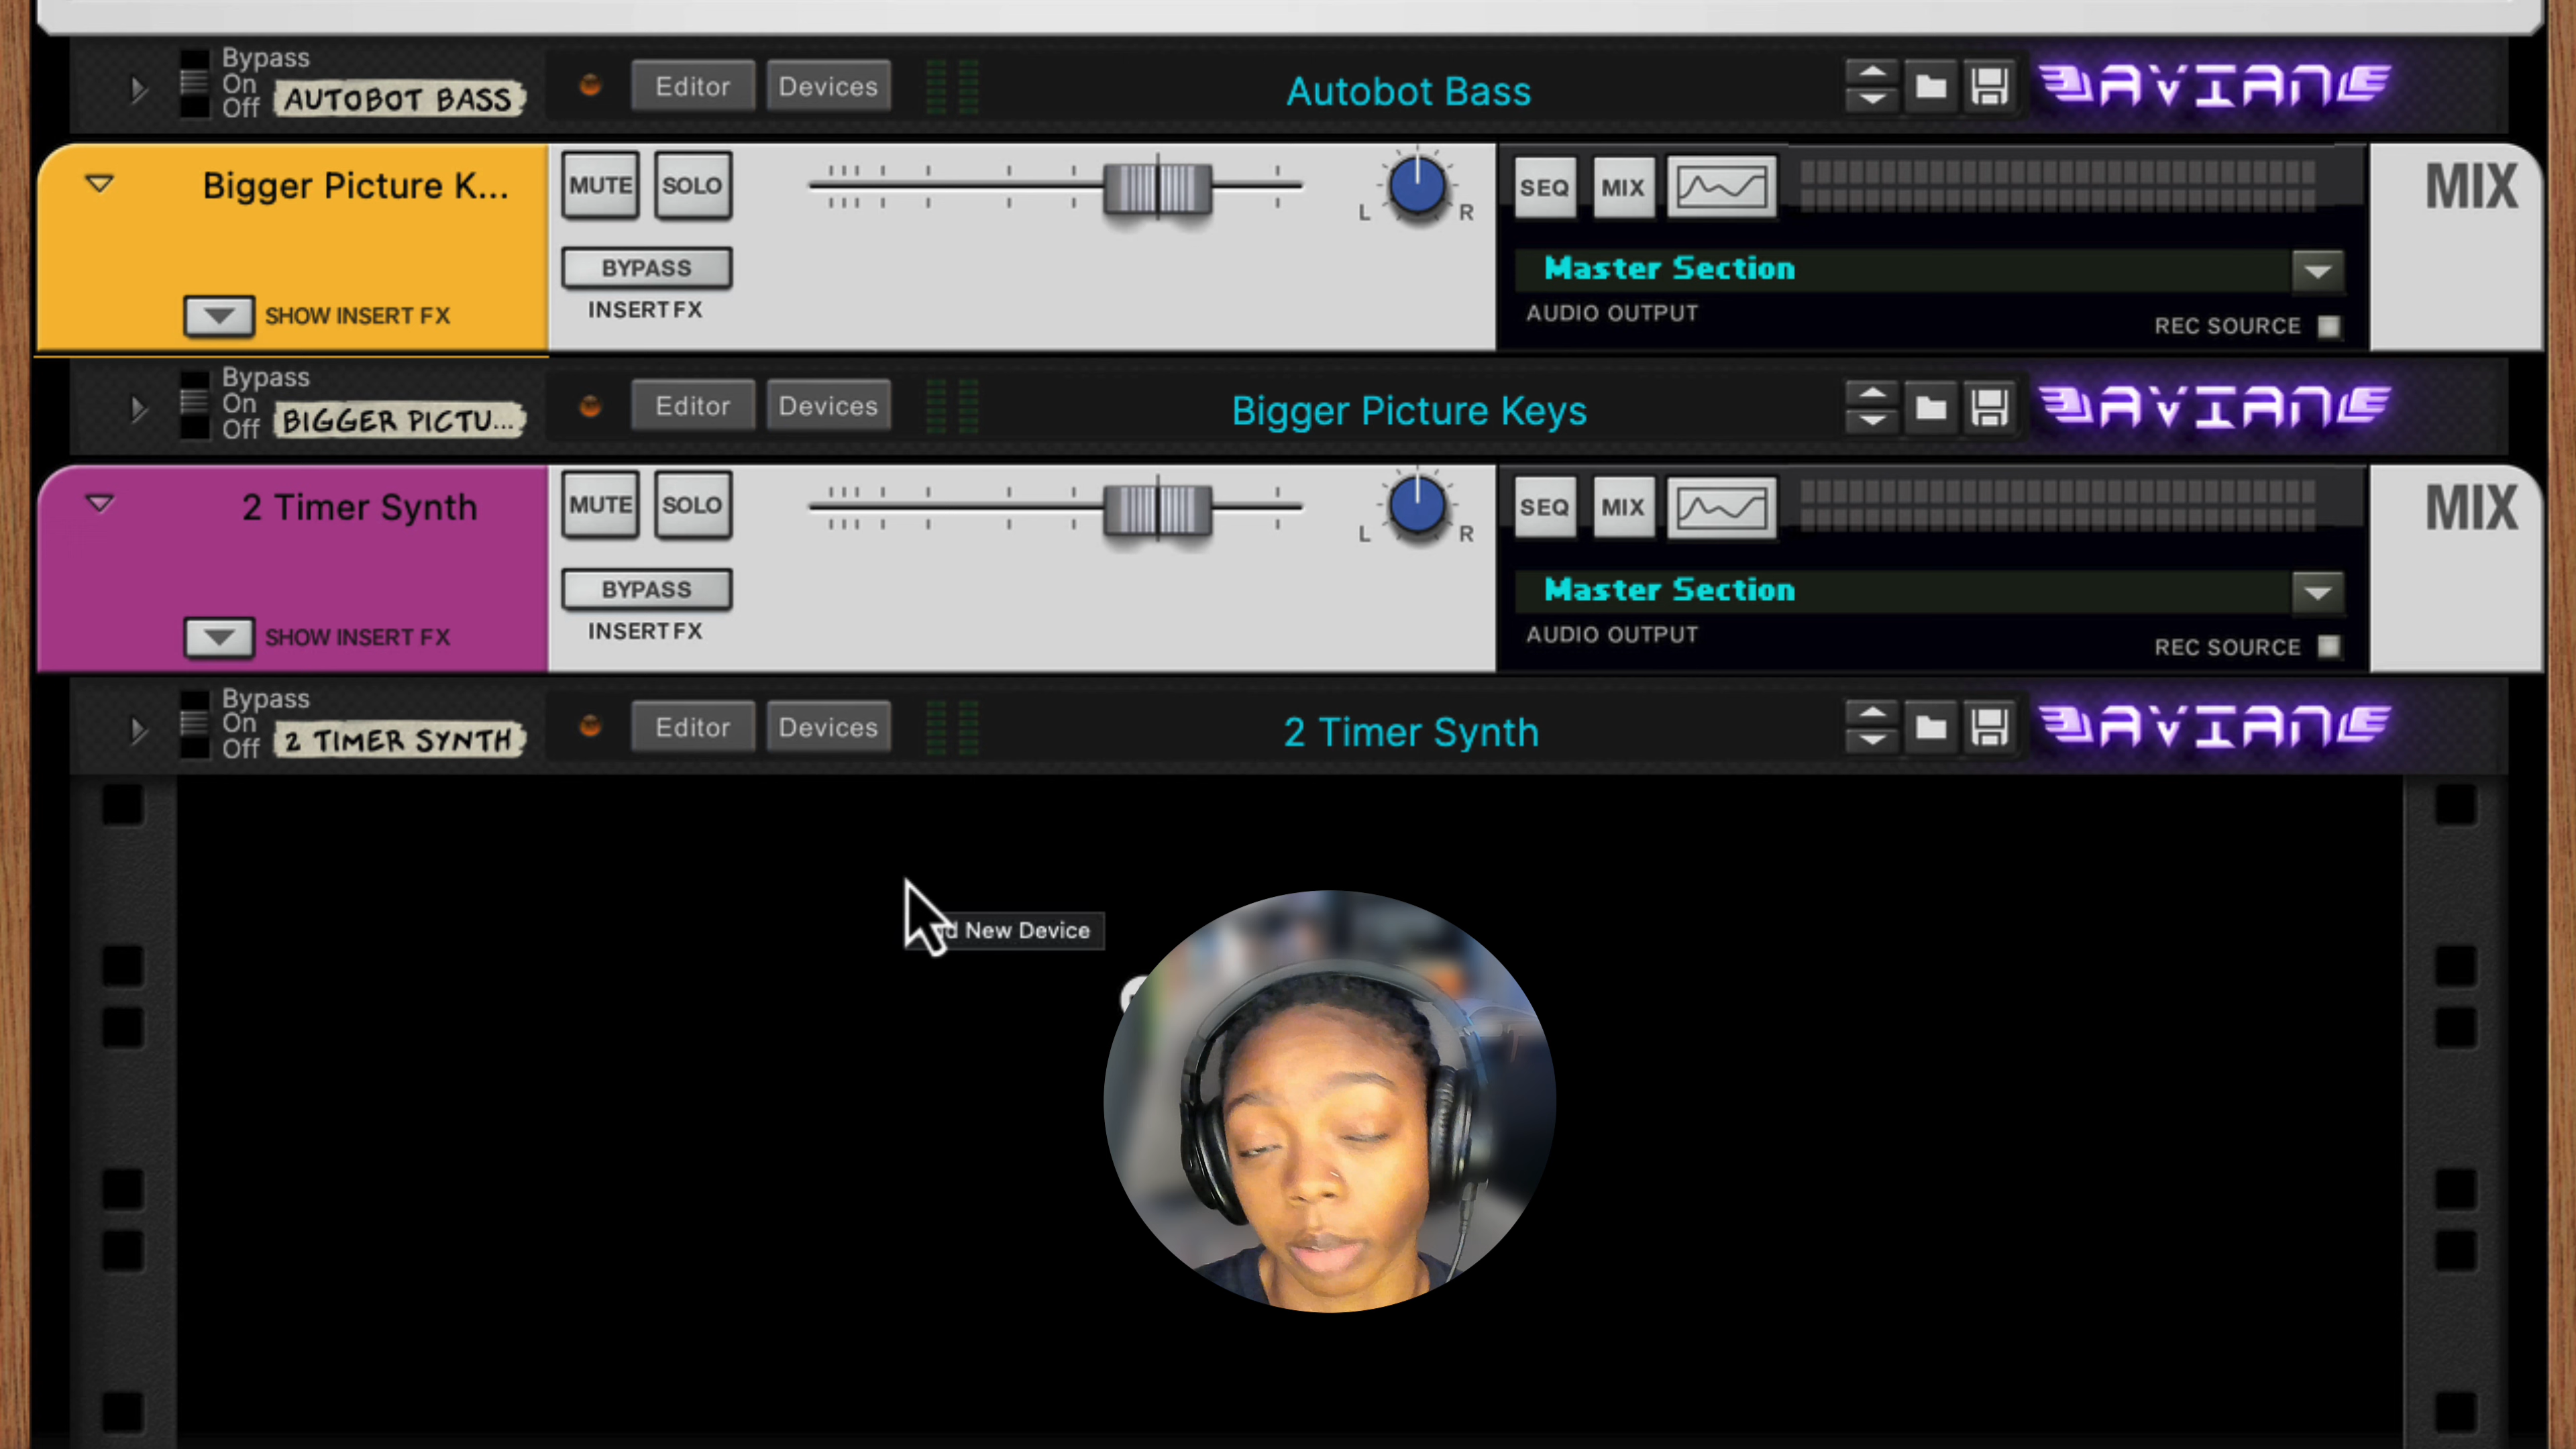 Bypass
On
Off
AUTOBOT BASS
Editor
Devices
Autobot Bass
AVIAN
Bigger Picture K...
MUTE
SOLO
L
R
SEQ
MIX
MIX
BYPASS
Master Section
INSERT FX
AUDIO OUTPUT
SHOW INSERT FX
REC SOURCE
Bypass
On
Off
BIGGER PICTU...
Editor
Devices
Bigger Picture Keys
AVIAN
2 Timer Synth
MUTE
SOLO
L
R
SEQ
MIX
MIX
BYPASS
Master Section
INSERT FX
AUDIO OUTPUT
SHOW INSERT FX
REC SOURCE
Bypass
On
Off
2 TIMER SYNTH
Editor
Devices
2 Timer Synth
AVIAN
New Device